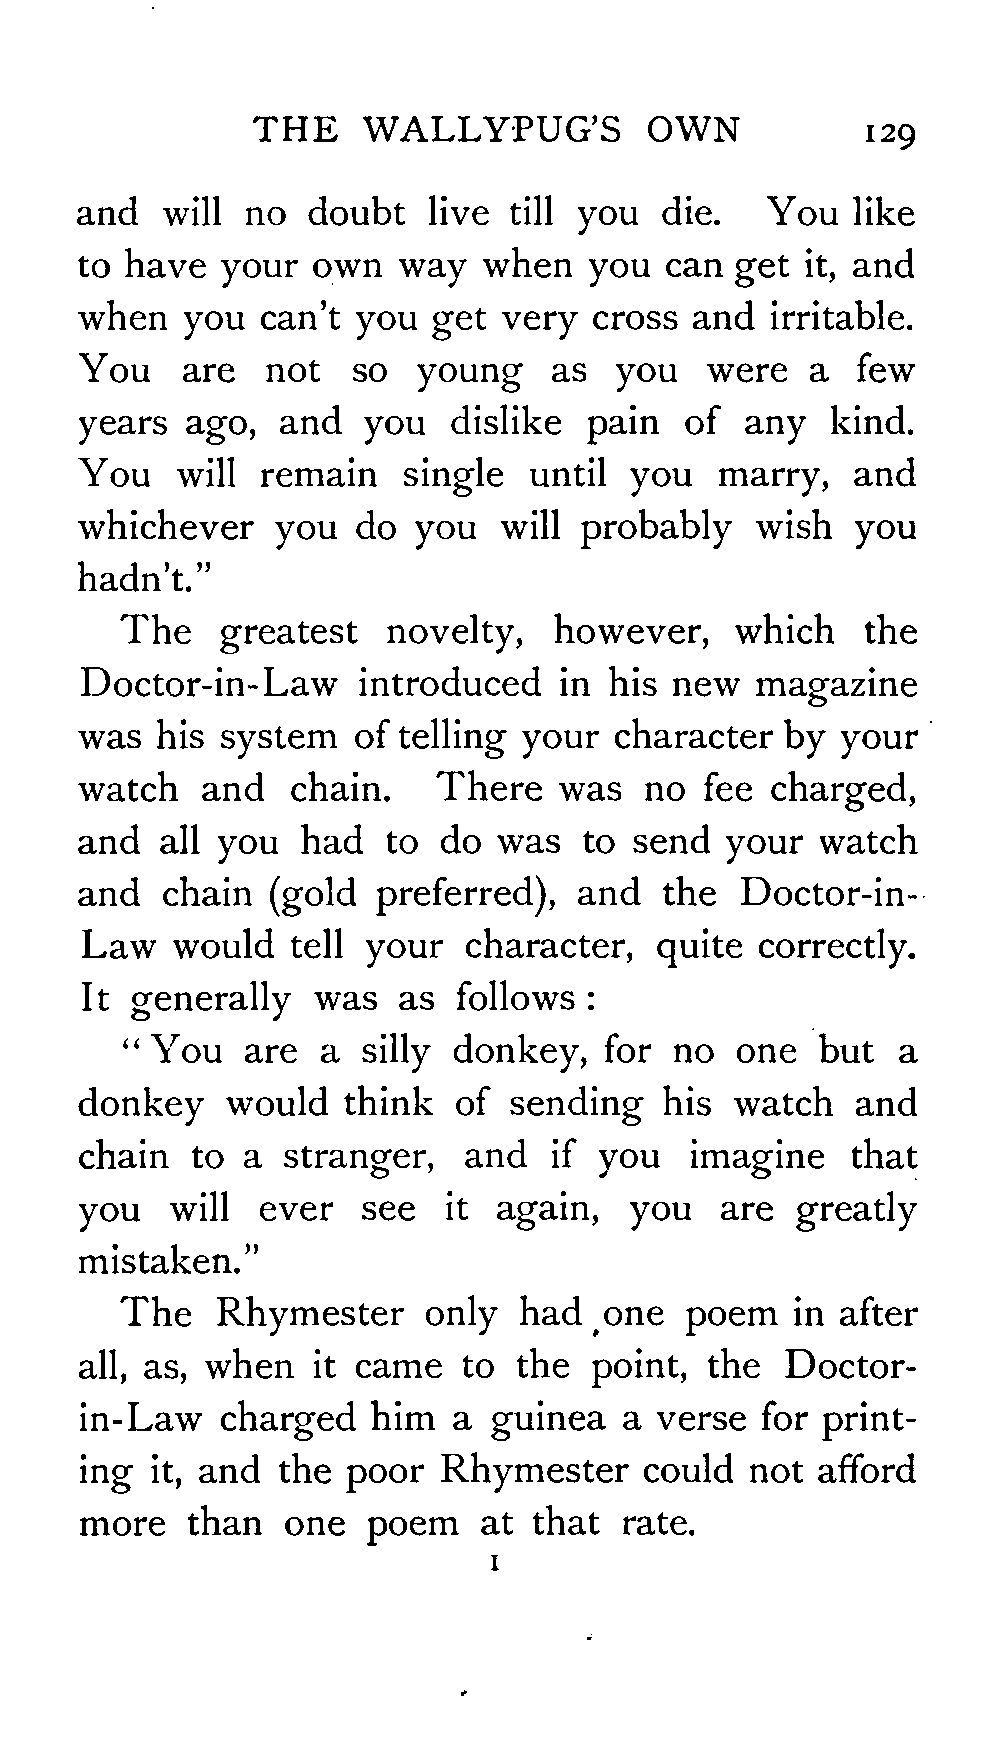 THE WALLYPUG'S OWN 129
and will no doubt live till you die. You like
to have your own way when you can get it, and
when you can't you get very cross and irritable.
You are not so young as you were a few
years ago, and you dislike pain of any kind.
You will remain single until you marry, and
whichever you do you will probably wish you
hadn't."
The greatest novelty, however, which the
Doctor-in-Law introduced in his new magazine
was his system of telling your character by your
watch and chain. There was no fee charged,
and all you had to do was to send your watch
and chain (gold preferred), and the Doctor-in-
Law would tell your character, quite correctly.
It generally was as follows :
"You are a silly donkey, for no one but a
donkey would think of sending his watch and
chain to a stranger, and if you imagine that
you will ever see it again, you are greatly
mistaken."
The Rhymester only had one poem in after
all, as, when it came to the point, the Doctor-
in-Law charged him a guinea a verse for print-
ing it, and the poor Rhymester could not afford
more than one poem at that rate.
I